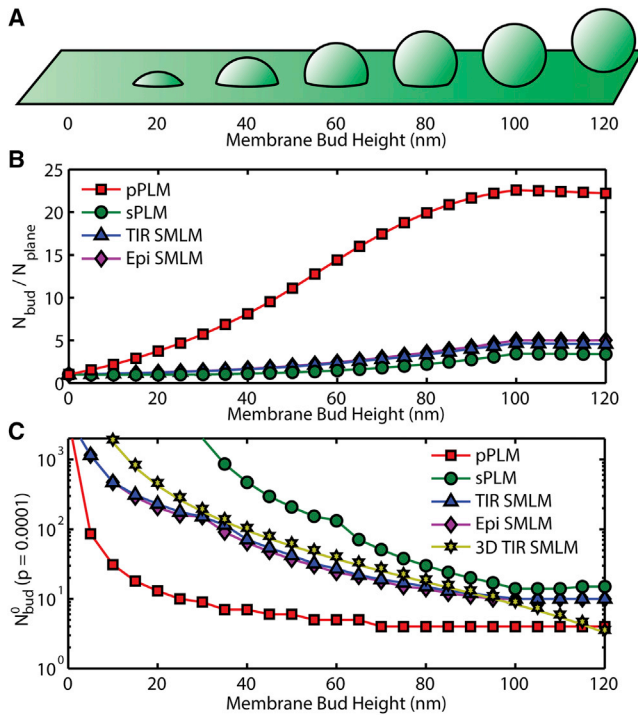 A
0 20 40 60 80 100 120
Membrane Bud Height (nm)
B
N_bud / N_plane
25
20
15
10
5
0
pPLM
sPLM
TIR SMLM
Epi SMLM
0 20 40 60 80 100 120
Membrane Bud Height (nm)
C
N^0_bud (p = 0.0001)
10^3
10^2
10^1
10^0
pPLM
sPLM
TIR SMLM
Epi SMLM
3D TIR SMLM
0 20 40 60 80 100 120
Membrane Bud Height (nm)